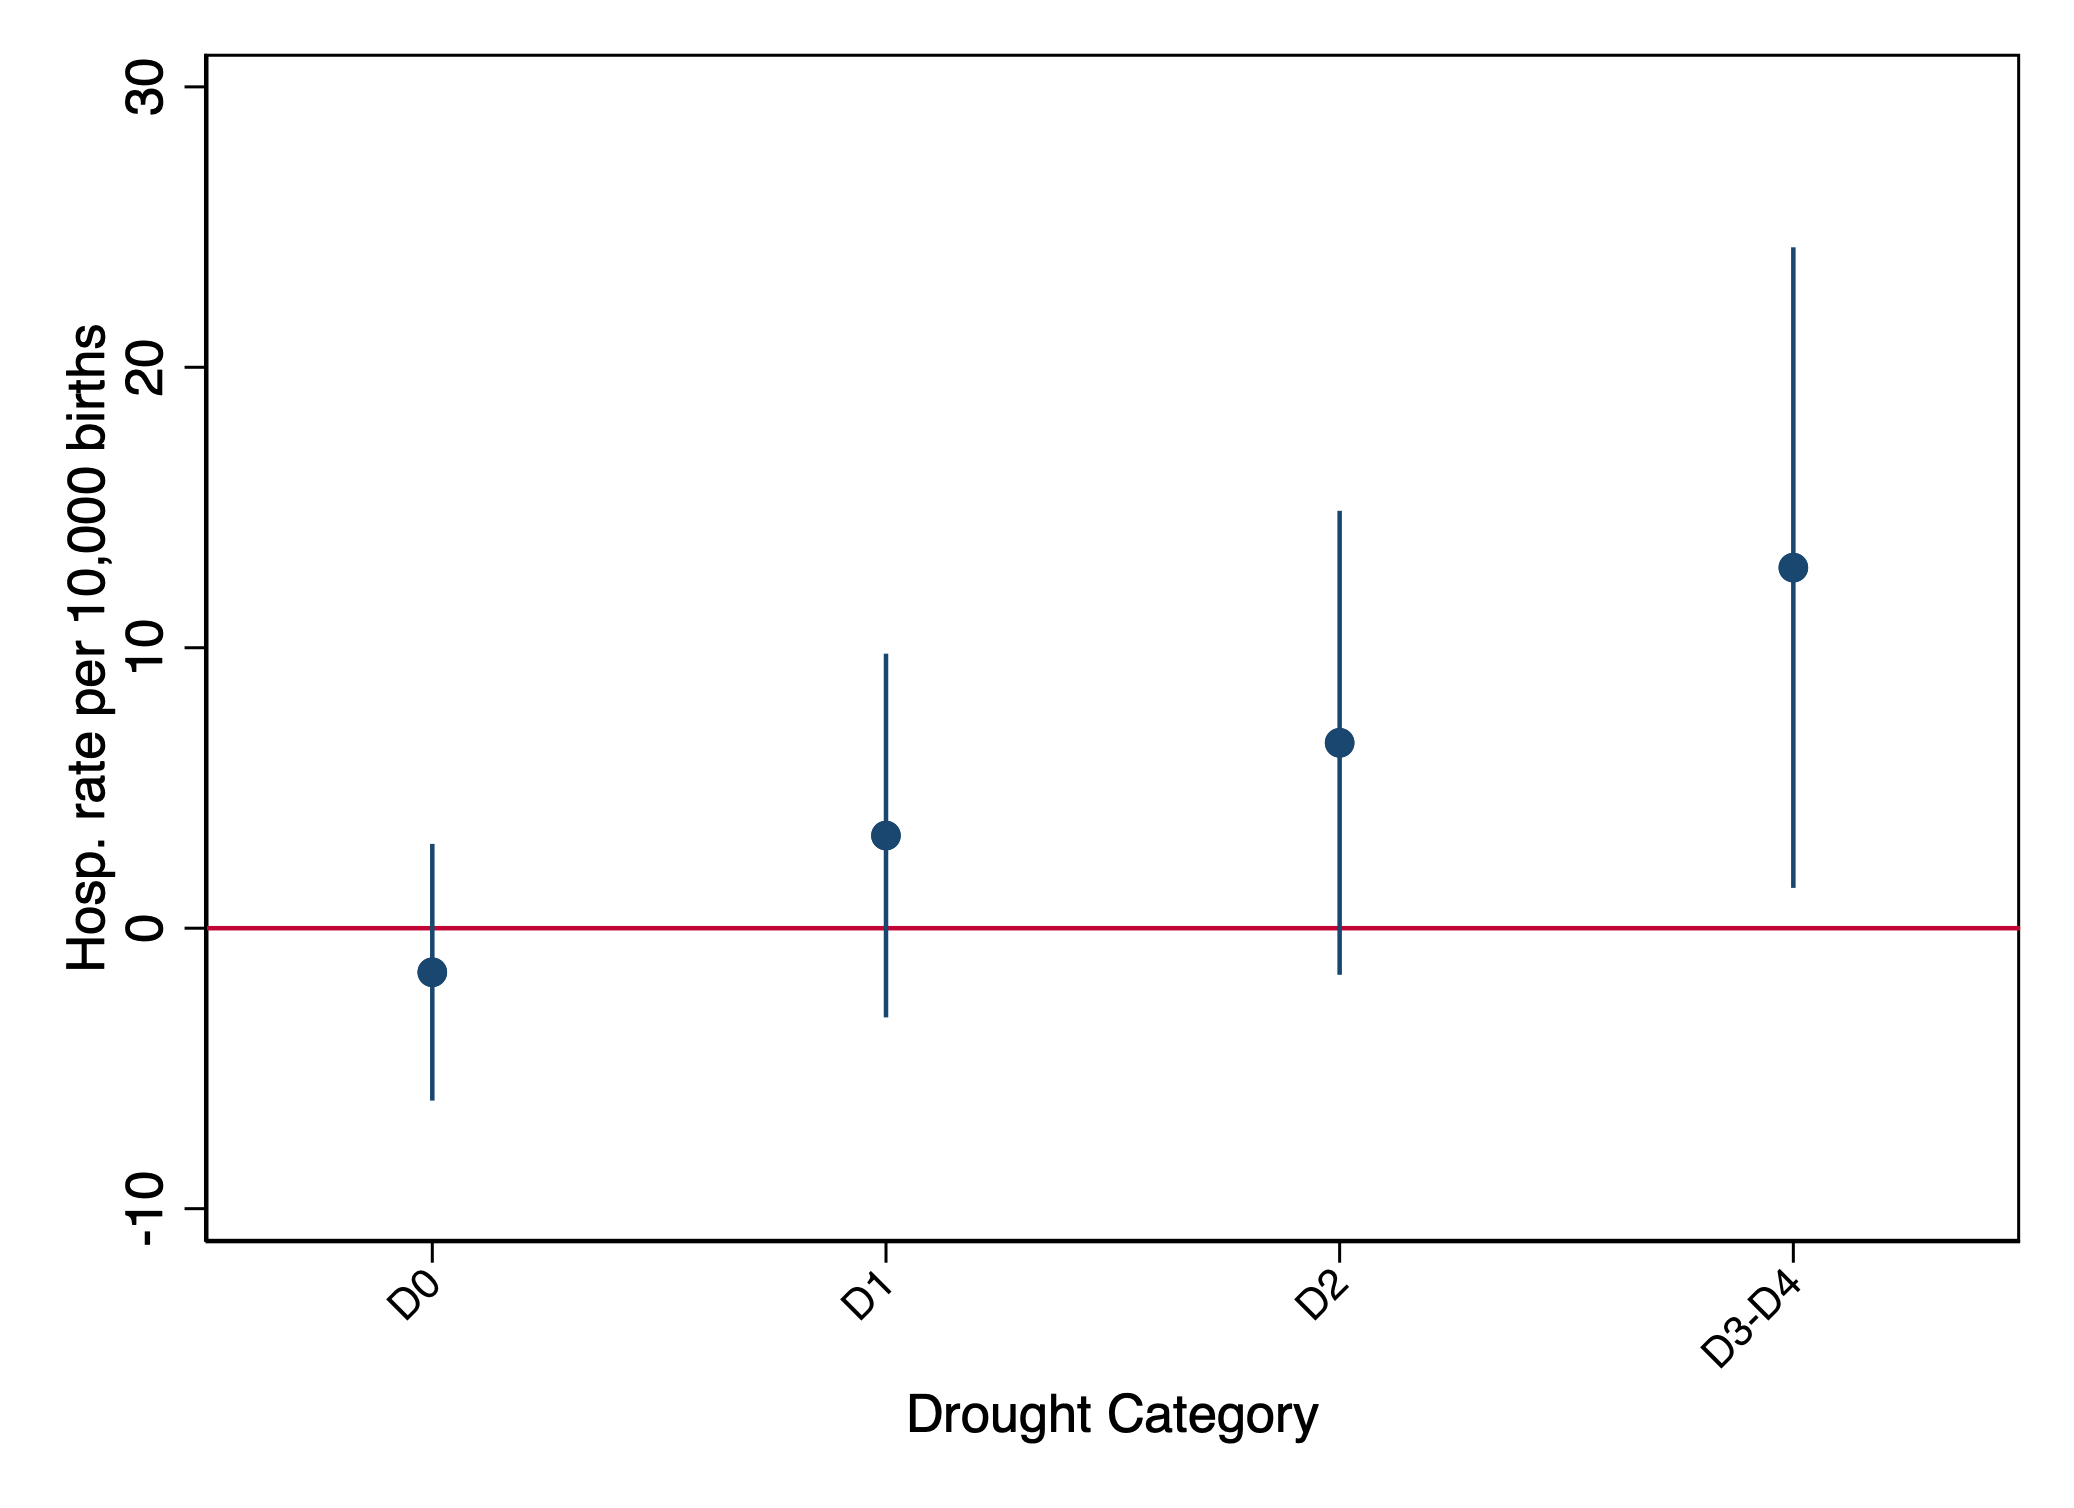 Hosp. rate per 10,000 births
30
20
10
0
-10
D0
D1
D2
D3-D4
Drought Category